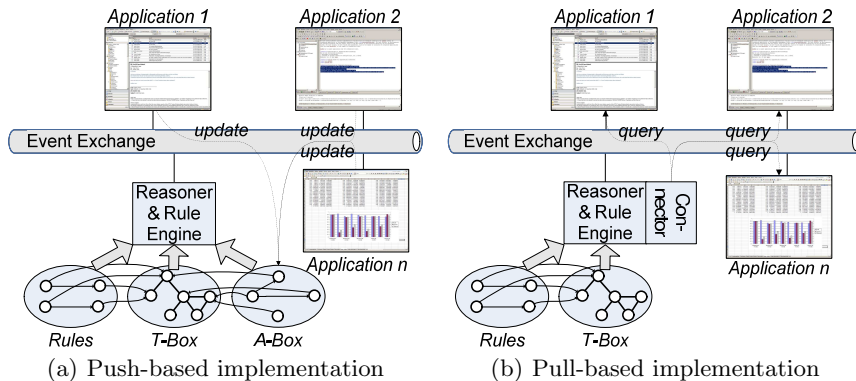 Application 1
Application 2
Event Exchange
update
update
update
Reasoner
& Rule
Engine
Application n
Rules
T-Box
A-Box
(a) Push-based implementation
Application 1
Application 2
Event Exchange
query
query
query
Reasoner
& Rule
Engine
Con-
nector
Application n
Rules
T-Box
(b) Pull-based implementation